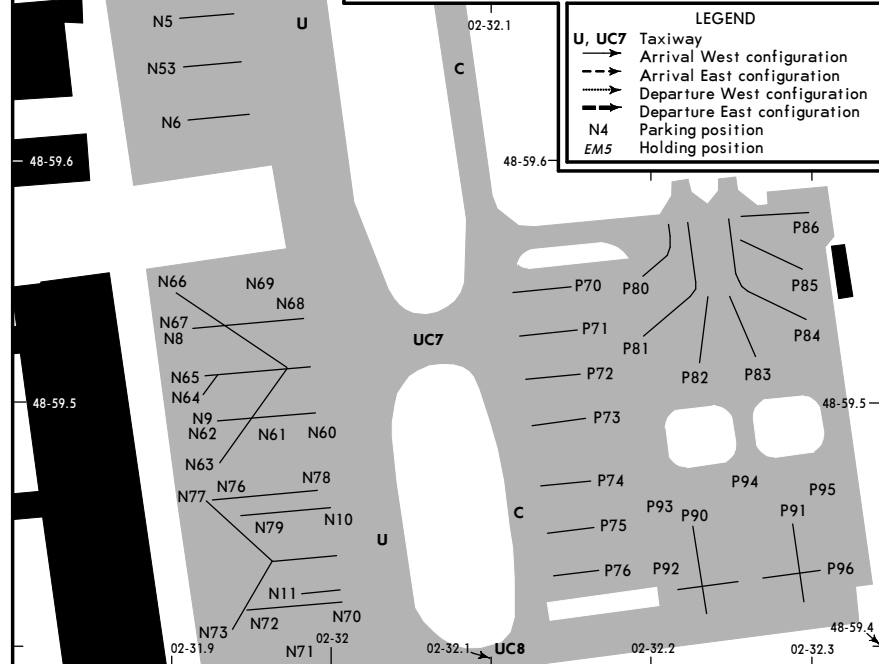 LEGEND
U, UC7 Taxiway
Arrival West configuration
Arrival East configuration
Departure West configuration
Departure East configuration
N4 Parking position
EM5 Holding position
N5
U
02-32.1
C
N53
N6
48-59.6
48-59.6
P86
N66
N69
P70
P80
P85
N68
N67
N8
P71
P84
UC7
P81
N65
P72
P82
P83
N64
48-59.5
48-59.5
N9
N62
N61
N60
P73
N63
N77
N76
N78
P74
P94
P95
N79
N10
C
P93
P90
P91
U
P75
P76
P92
P96
N11
N73
N72
N70
48-59.4
02-31.9
02-32
N71
02-32.1
UC8
02-32.2
02-32.3